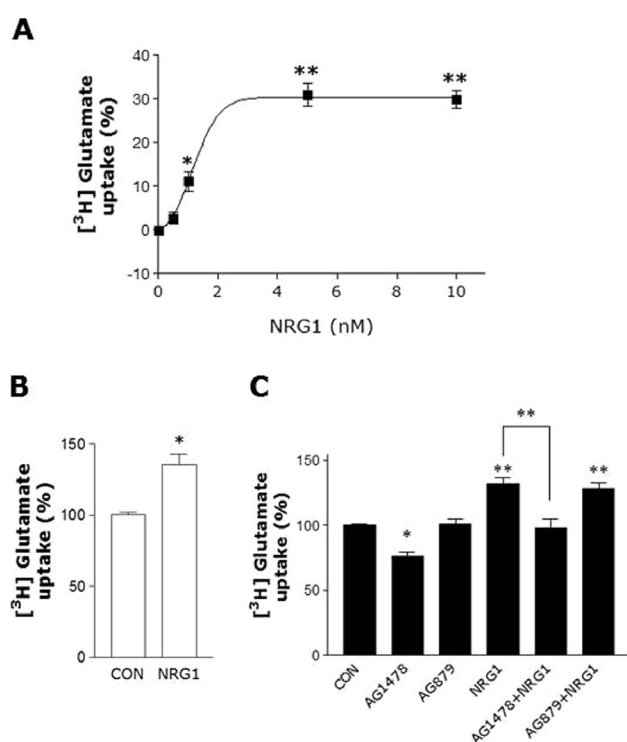 A
[³H] Glutamate
uptake (%)
40
30
20
10
0
-10
*
**
**
0 2 4 6 8 10
NRG1 (nM)
B
[³H] Glutamate
uptake (%)
150
100
50
0
*
CON NRG1
C
[³H] Glutamate
uptake (%)
150
100
50
0
*
**
**
**
CON
AG1478
AG879
NRG1
AG1478+NRG1
AG879+NRG1